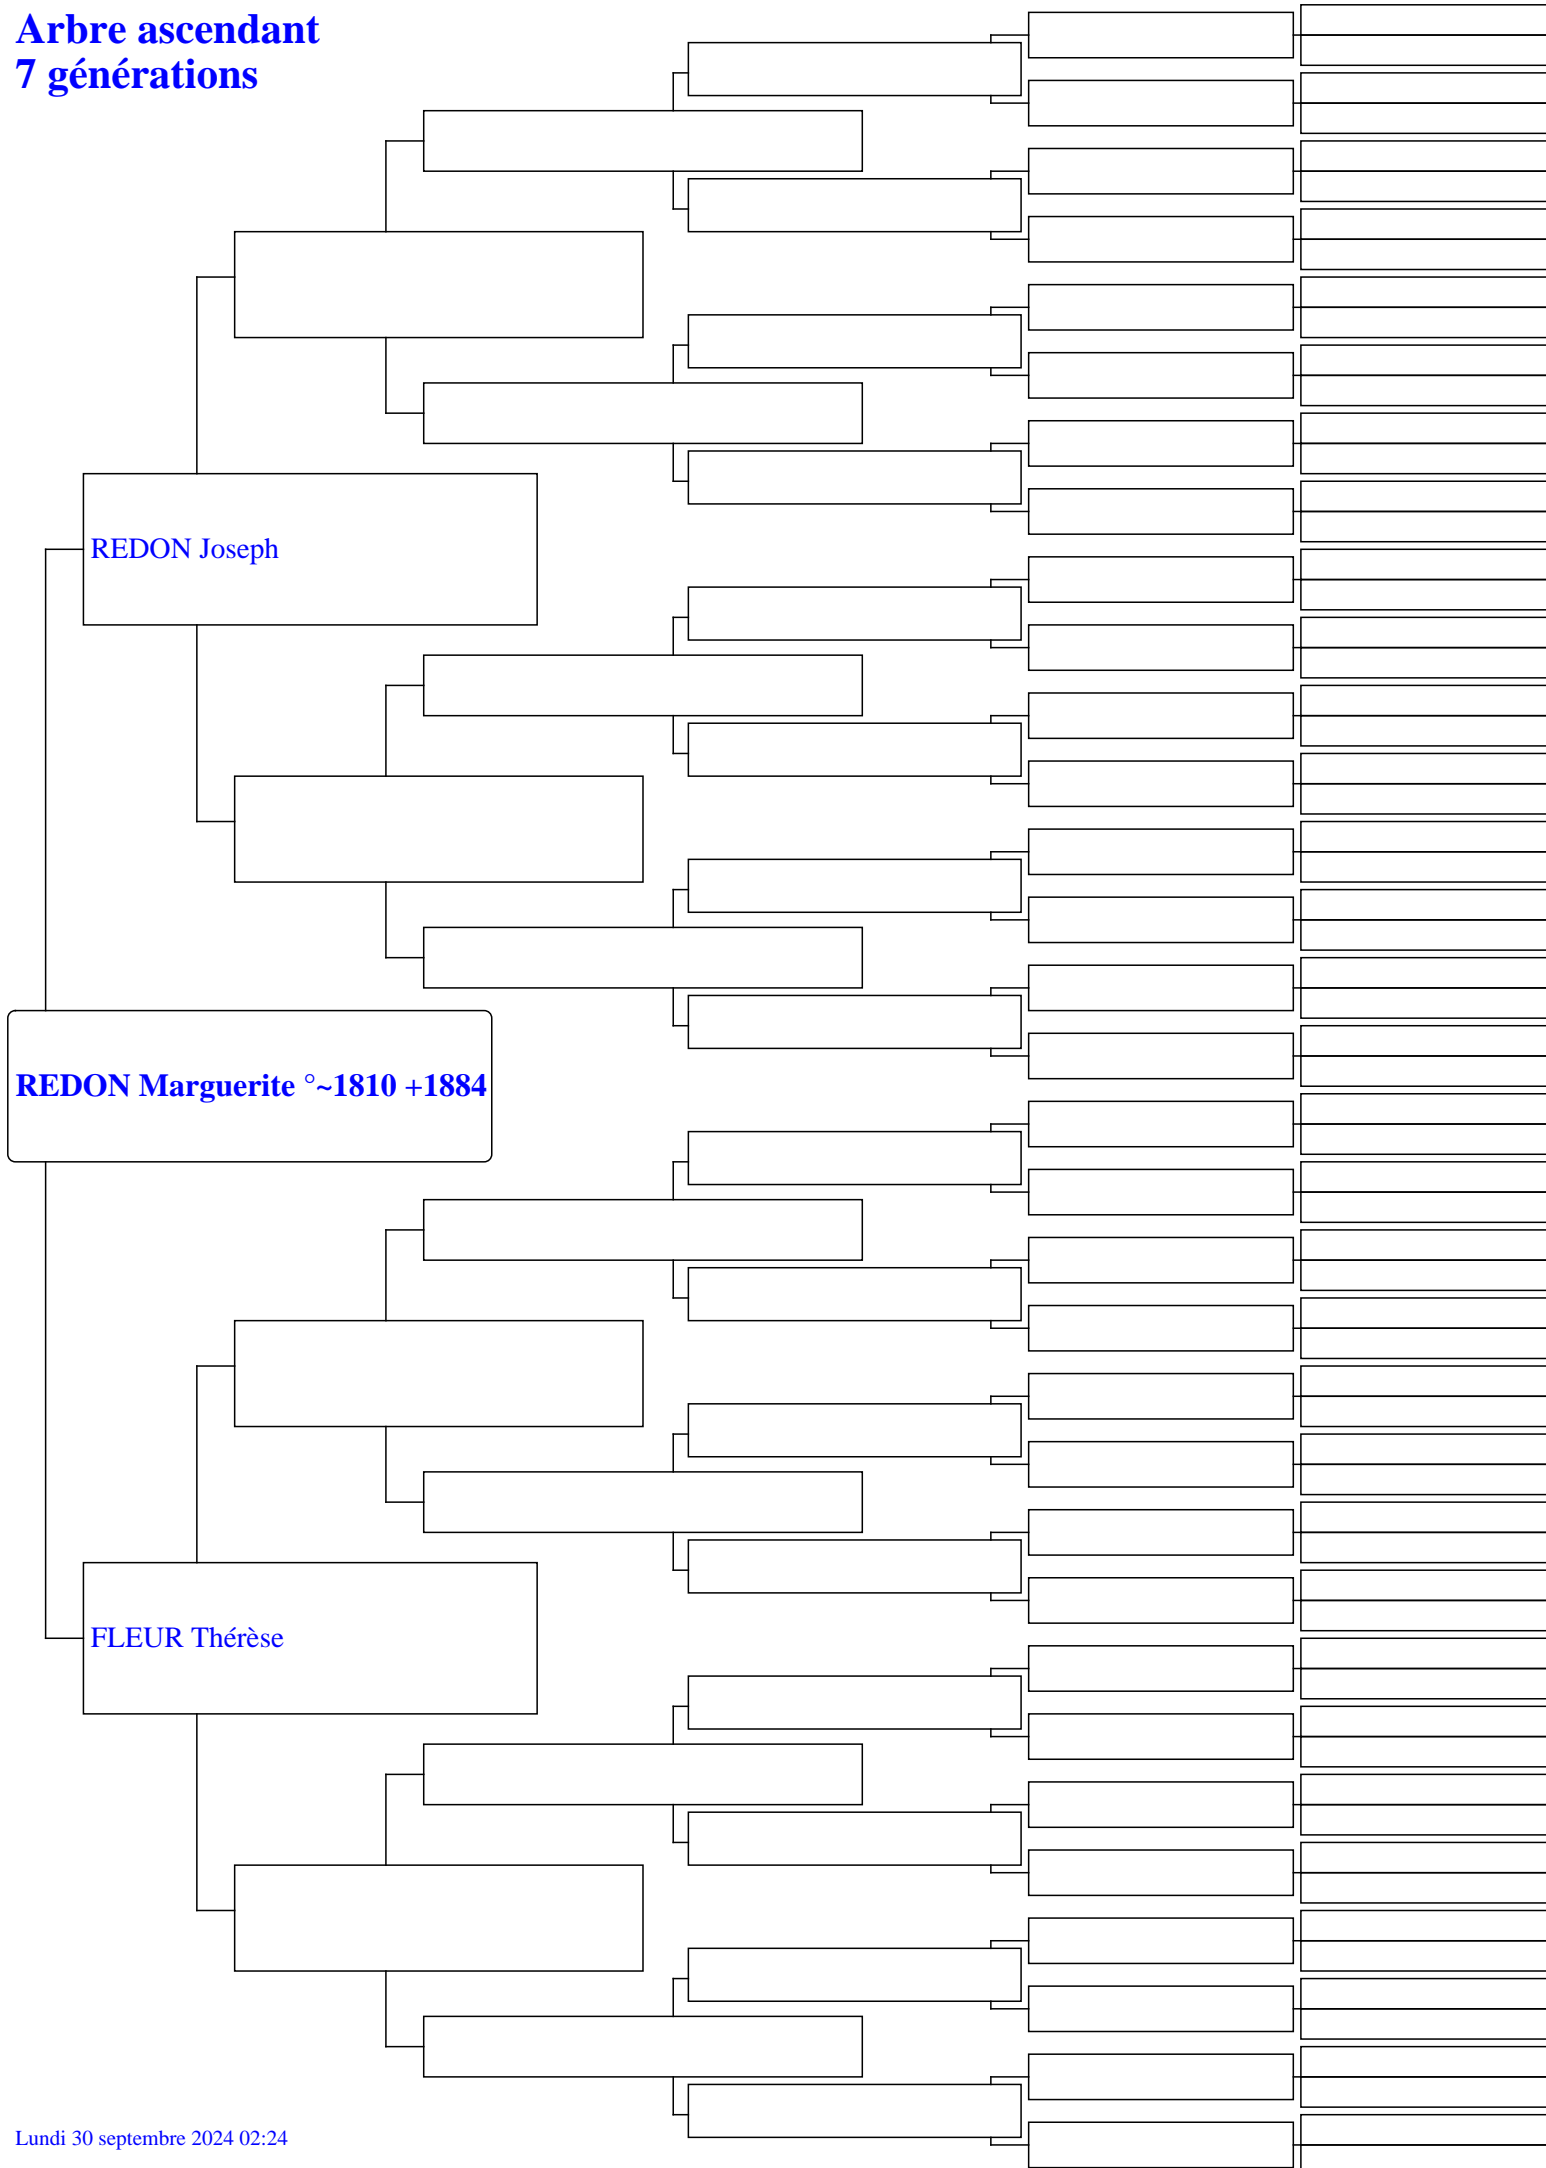 Arbre ascendant
7 générations
REDON Joseph
REDON Marguerite °~1810 +1884
FLEUR Thérèse
Lundi 30 septembre 2024 02:24